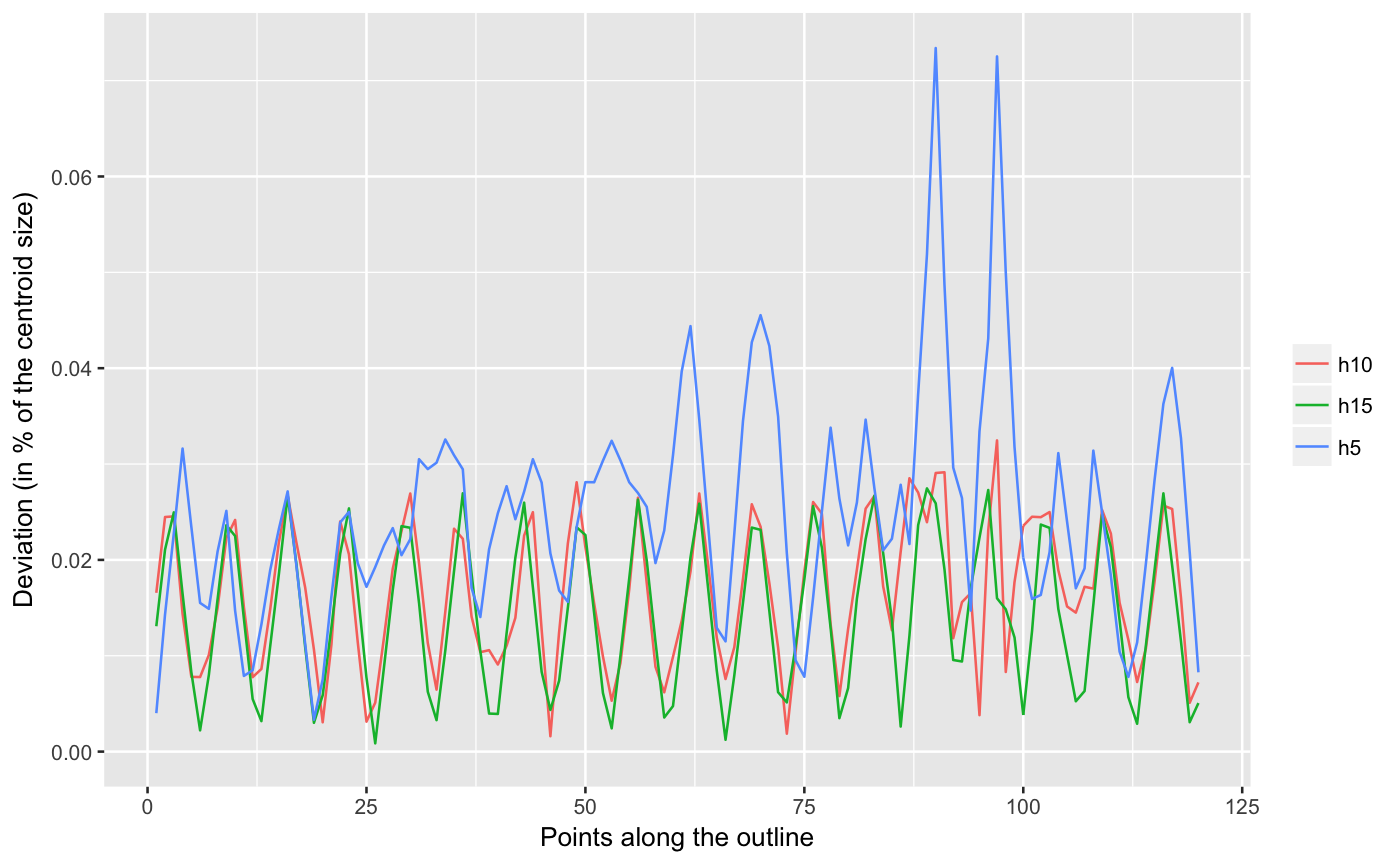 Deviation (in % of the centroid size)
0.06
0.04
0.02
0.00
0 25 50 75 100 125
Points along the outline
h10
h15
h5